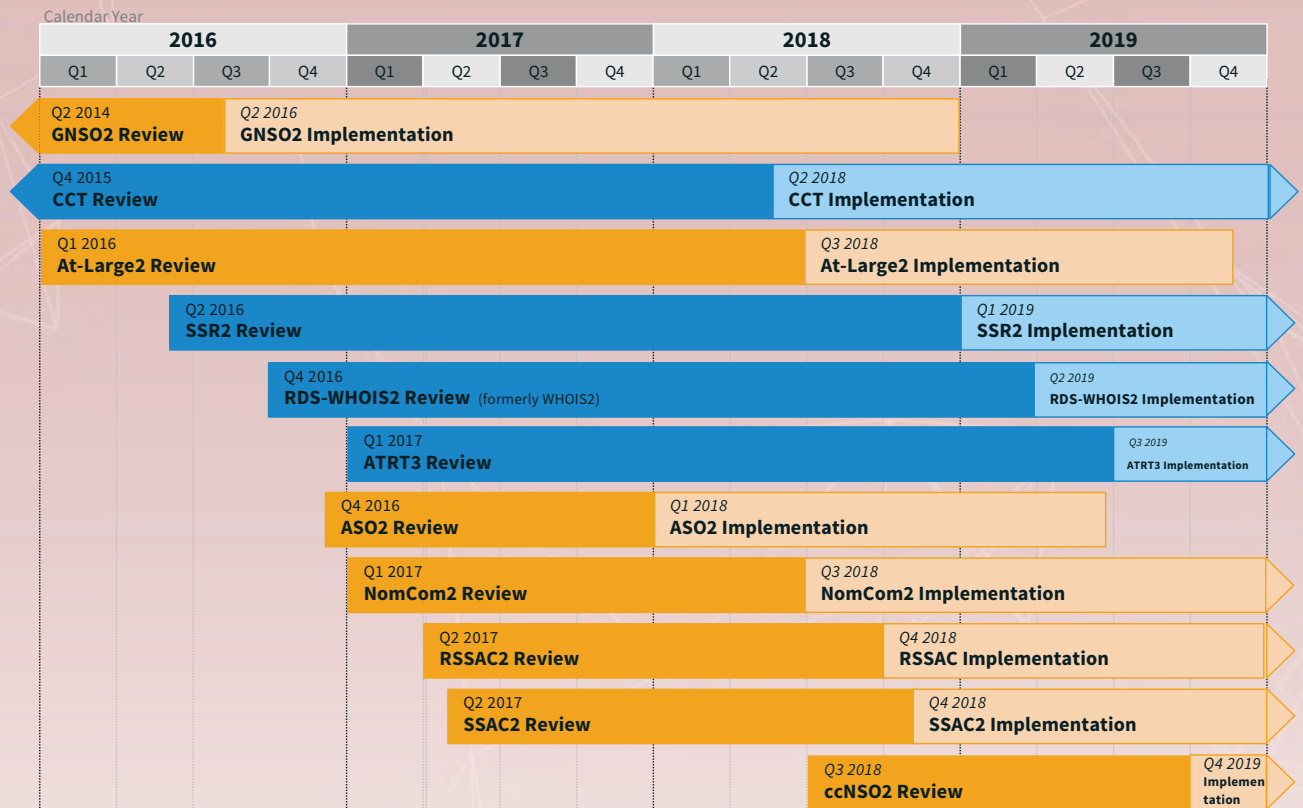 Calendar Year
2016 2017 2018 2019
Q1 Q2 Q3 Q4 Q1 Q2 Q3 Q4 Q1 Q2 Q3 Q4 Q1 Q2 Q3 Q4
Q2 2014 Q2 2016
GNSO2 Review GNSO2 Implementation
Q4 2015 Q2 2018
CCT Review CCT Implementation
Q1 2016 Q3 2018
At-Large2 Review At-Large2 Implementation
Q2 2016 Q1 2019
SSR2 Review SSR2 Implementation
Q4 2016 Q2 2019
RDS-WHOIS2 Review (formerly WHOIS2) RDS-WHOIS2 Implementation
Q1 2017 Q3 2019
ATRT3 Review ATRT3 Implementation
Q4 2016 Q1 2018
ASO2 Review ASO2 Implementation
Q1 2017 Q3 2018
NomCom2 Review NomCom2 Implementation
Q2 2017 Q4 2018
RSSAC2 Review RSSAC Implementation
Q2 2017 Q4 2018
SSAC2 Review SSAC2 Implementation
Q3 2018 Q4 2019
ccNSO2 Review Implemen
tation